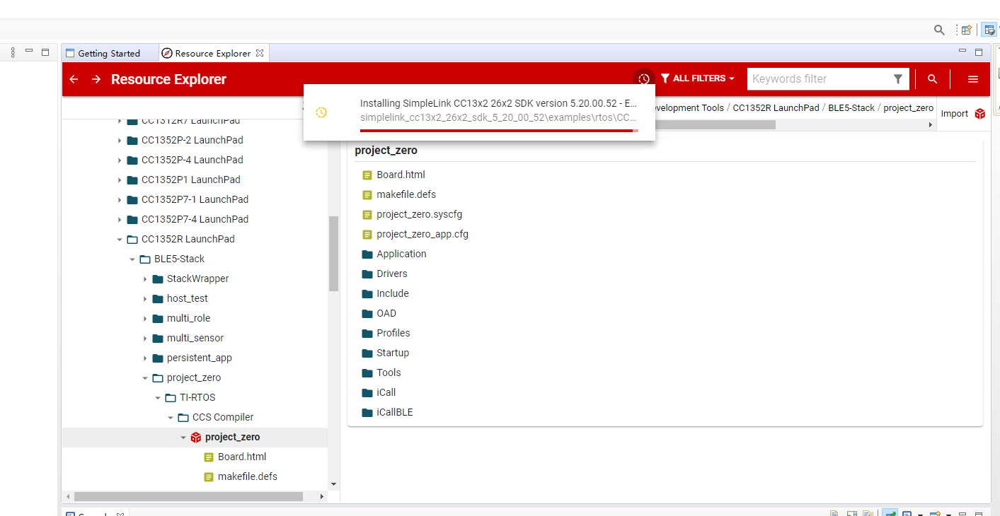 Getting Started
Resource Explorer
Resource Explorer
ALL FILTERS
Keywords filter
Installing SimpleLink CC13x2 26x2 SDK version 5.20.00.52 - E...
simplelink_cc13x2_26x2_sdk_5_20_00_52\examples\rtos\CC...
evelopment Tools / CC1352R LaunchPad / BLE5-Stack / project_zero
Import
CC1312R7 LaunchPad
CC1352P-2 LaunchPad
CC1352P-4 LaunchPad
CC1352P1 LaunchPad
CC1352P7-1 LaunchPad
CC1352P7-4 LaunchPad
CC1352R LaunchPad
BLE5-Stack
StackWrapper
host_test
multi_role
multi_sensor
persistent_app
project_zero
TI-RTOS
CCS Compiler
project_zero
Board.html
makefile.defs
project_zero
Board.html
makefile.defs
project_zero.syscfg
project_zero_app.cfg
Application
Drivers
Include
OAD
Profiles
Startup
Tools
iCall
iCallBLE